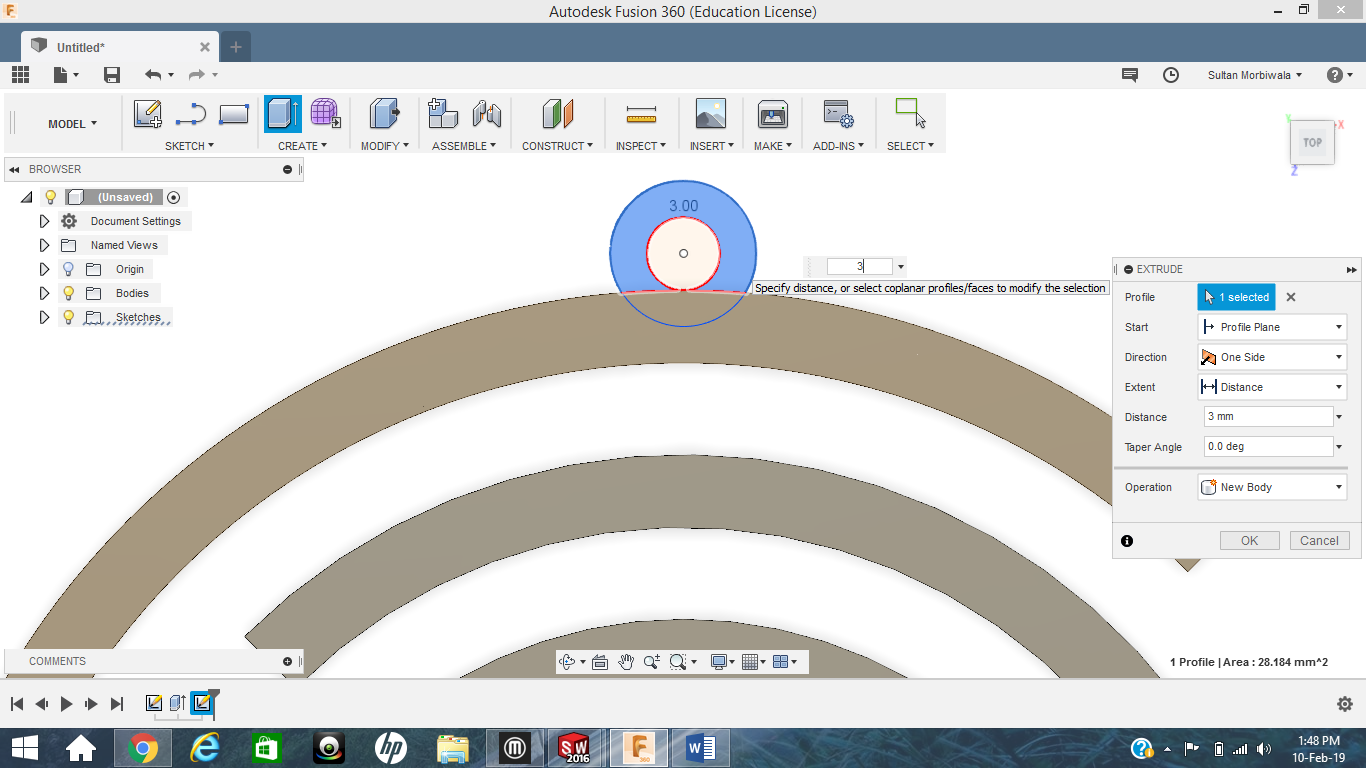 Autodesk Fusion 360 (Education License)
Untitled*
Sultan Morbiwala
MODEL
SKETCH
CREATE
MODIFY
ASSEMBLE
CONSTRUCT
INSPECT
INSERT
MAKE
ADD-INS
SELECT
Y
X
TOP
Z
BROWSER
(Unsaved)
Document Settings
Named Views
Origin
Bodies
Sketches
3.00
3
Specify distance, or select coplanar profiles/faces to modify the selection
EXTRUDE
Profile 1 selected
Start Profile Plane
Direction One Side
Extent Distance
Distance 3 mm
Taper Angle 0.0 deg
Operation New Body
OK Cancel
COMMENTS
1 Profile | Area : 28.184 mm^2
hp
SW
2016
F
360
W
1:48 PM
10-Feb-19